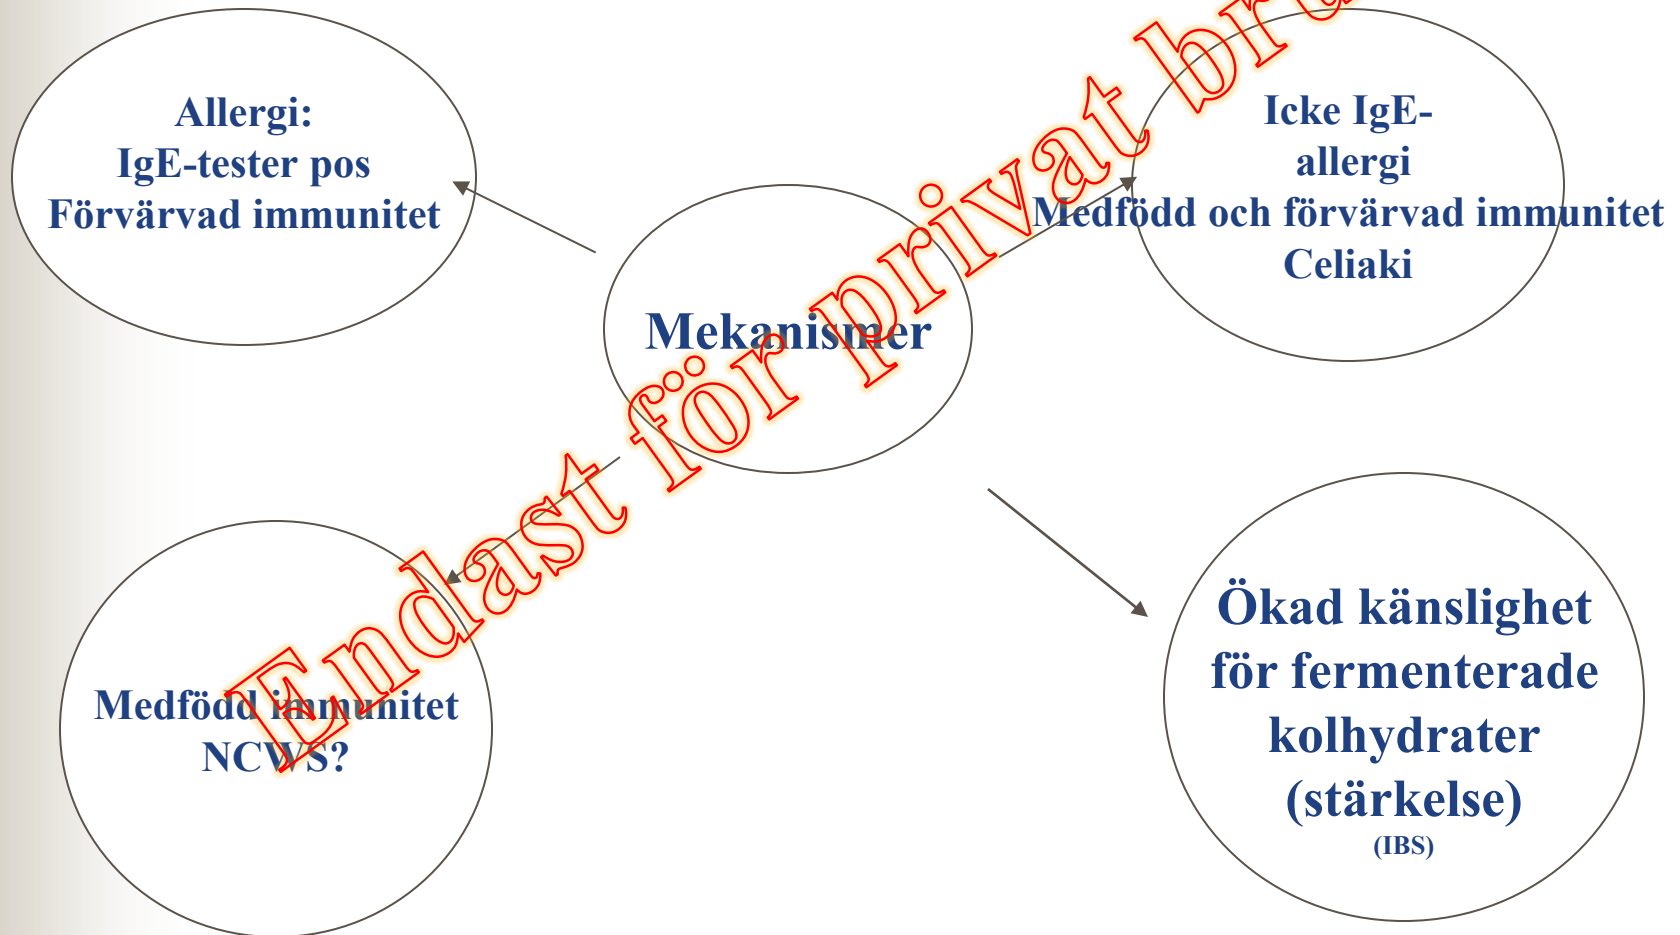 Allergi:
IgE-tester pos
Förvärvad immunitet
Icke IgE-
allergi
Medfödd och förvärvad immunitet
Celiaki
Mekanismer
Medfödd immunitet
NCWS?
Ökad känslighet
för fermenterade
kolhydrater
(stärkelse)
(IBS)
Endast för privat